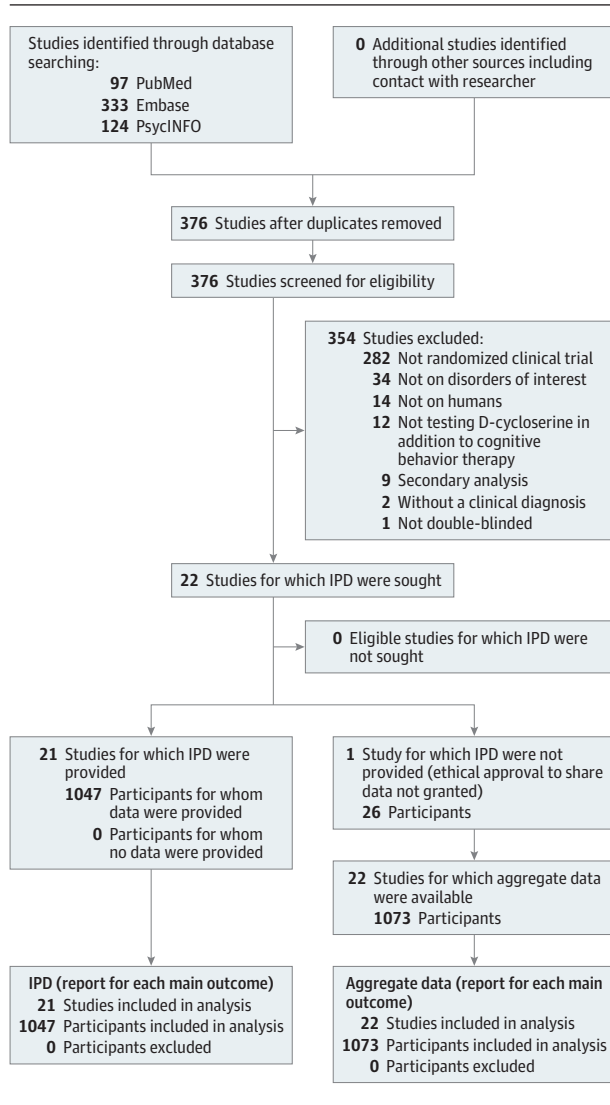 Studies identified through database
searching:
97 PubMed
333 Embase
124 PsycINFO
0 Additional studies identified
through other sources including
contact with researcher
376 Studies after duplicates removed
376 Studies screened for eligibility
354 Studies excluded:
282 Not randomized clinical trial
34 Not on disorders of interest
14 Not on humans
12 Not testing D-cycloserine in
addition to cognitive
behavior therapy
9 Secondary analysis
2 Without a clinical diagnosis
1 Not double-blinded
22 Studies for which IPD were sought
0 Eligible studies for which IPD were
not sought
21 Studies for which IPD were
provided
1047 Participants for whom
data were provided
0 Participants for whom
no data were provided
1 Study for which IPD were not
provided (ethical approval to share
data not granted)
26 Participants
22 Studies for which aggregate data
were available
1073 Participants
IPD (report for each main outcome)
21 Studies included in analysis
1047 Participants included in analysis
0 Participants excluded
Aggregate data (report for each main
outcome)
22 Studies included in analysis
1073 Participants included in analysis
0 Participants excluded